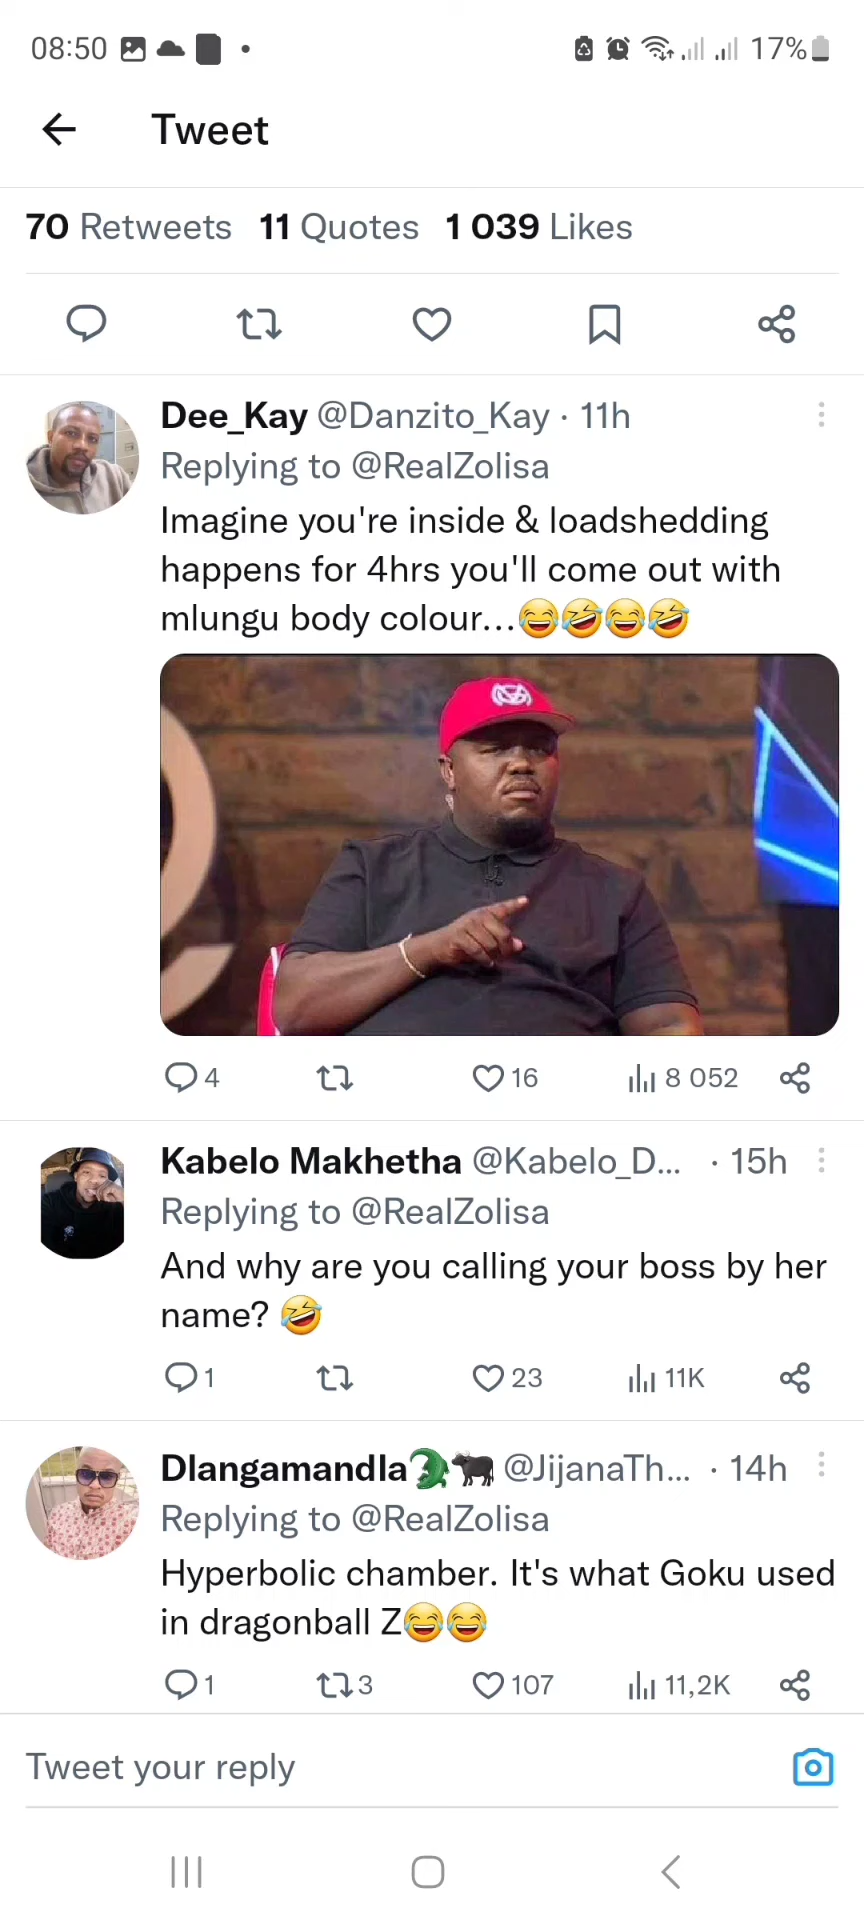 08:50
17%
Tweet
70 Retweets 11 Quotes 1 039 Likes
Dee_Kay @Danzito_Kay · 11h
Replying to @RealZolisa
Imagine you're inside & loadshedding
happens for 4hrs you'll come out with
mlungu body colour...😂🤣😂🤣
4 16 8 052
Kabelo Makhetha @Kabelo_D... · 15h
Replying to @RealZolisa
And why are you calling your boss by her
name? 🤣
1 23 11K
Dlangamandla🐊🐃 @JijanaTh... · 14h
Replying to @RealZolisa
Hyperbolic chamber. It's what Goku used
in dragonball Z😂😂
1 3 107 11,2K
Tweet your reply